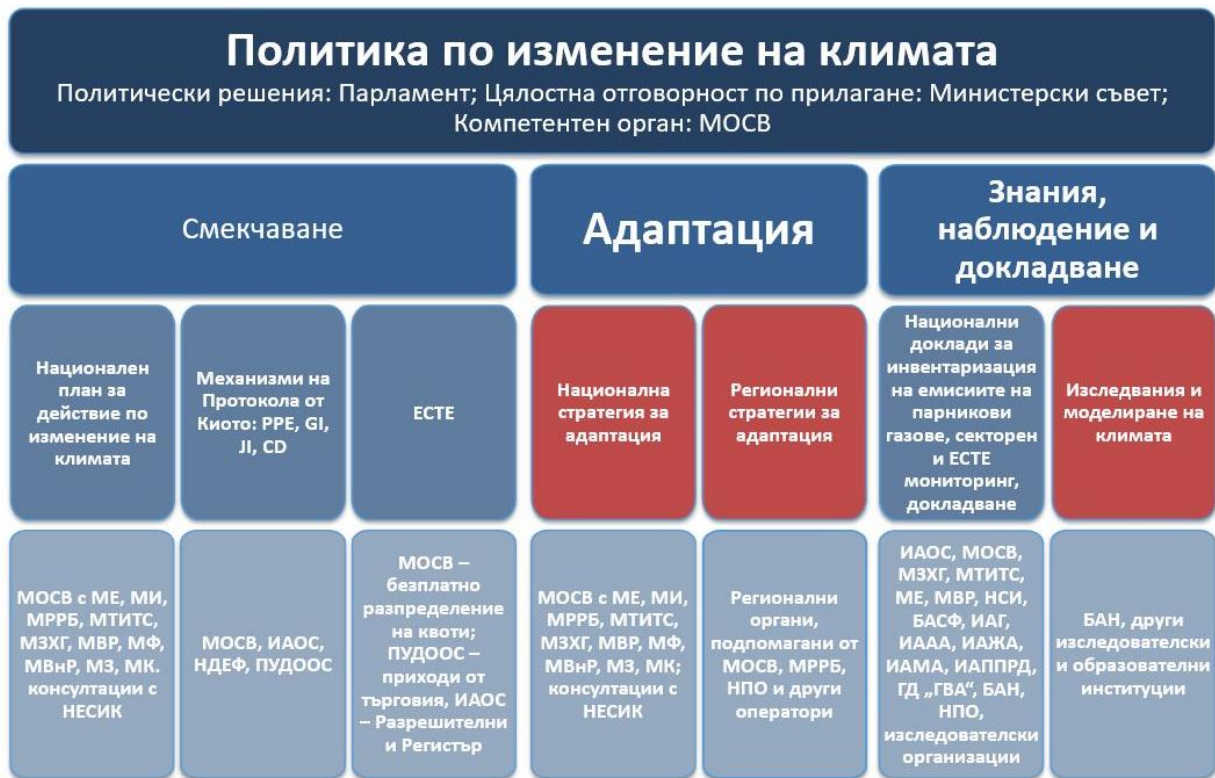 Политика по изменение на климата
Политически решения: Парламент; Цялостна отговорност по прилагане: Министерски съвет;
Компетентен орган: МОСВ
Смекчаване
Адаптация
Знания,
наблюдение и
докладване
Национален
план за
действие по
изменение на
климата
Механизми на
Протокола от
Киото: PPE, GI,
JI, CD
ЕСТЕ
Национална
стратегия за
адаптация
Регионални
стратегии за
адаптация
Национални
доклади за
инвентаризация
на емисиите на
парникови
газове, секторен
и ЕСТЕ
мониторинг,
докладване
Изследвания и
моделиране на
климата
МОСВ с МЕ, МИ,
МРРБ, МТИТС,
МЗХГ, МВР, МФ,
МВнР, МЗ, МК.
консултации с
НЕСИК
МОСВ, ИАОС,
НДЕФ, ПУДООС
МОСВ –
безплатно
разпределение
на квоти;
ПУДООС –
приходи от
търговия, ИАОС
– Разрешителни
и Регистър
МОСВ с МЕ, МИ,
МРРБ, МТИТС,
МЗХГ, МВР, МФ,
МВнР, МЗ, МК;
консултации с
НЕСИК
Регионални
органи,
подпомагани от
МОСВ, МРРБ,
НПО и други
оператори
ИАОС, МОСВ,
МЗХГ, МТИТС,
МЕ, МВР, НСИ,
БАСФ, ИАГ,
ИААА, ИАЖА,
ИАМА, ИАППРД,
ГД „ГВА“, БАН,
НПО,
изследователски
организации
БАН, други
изследователски
и образователни
институции